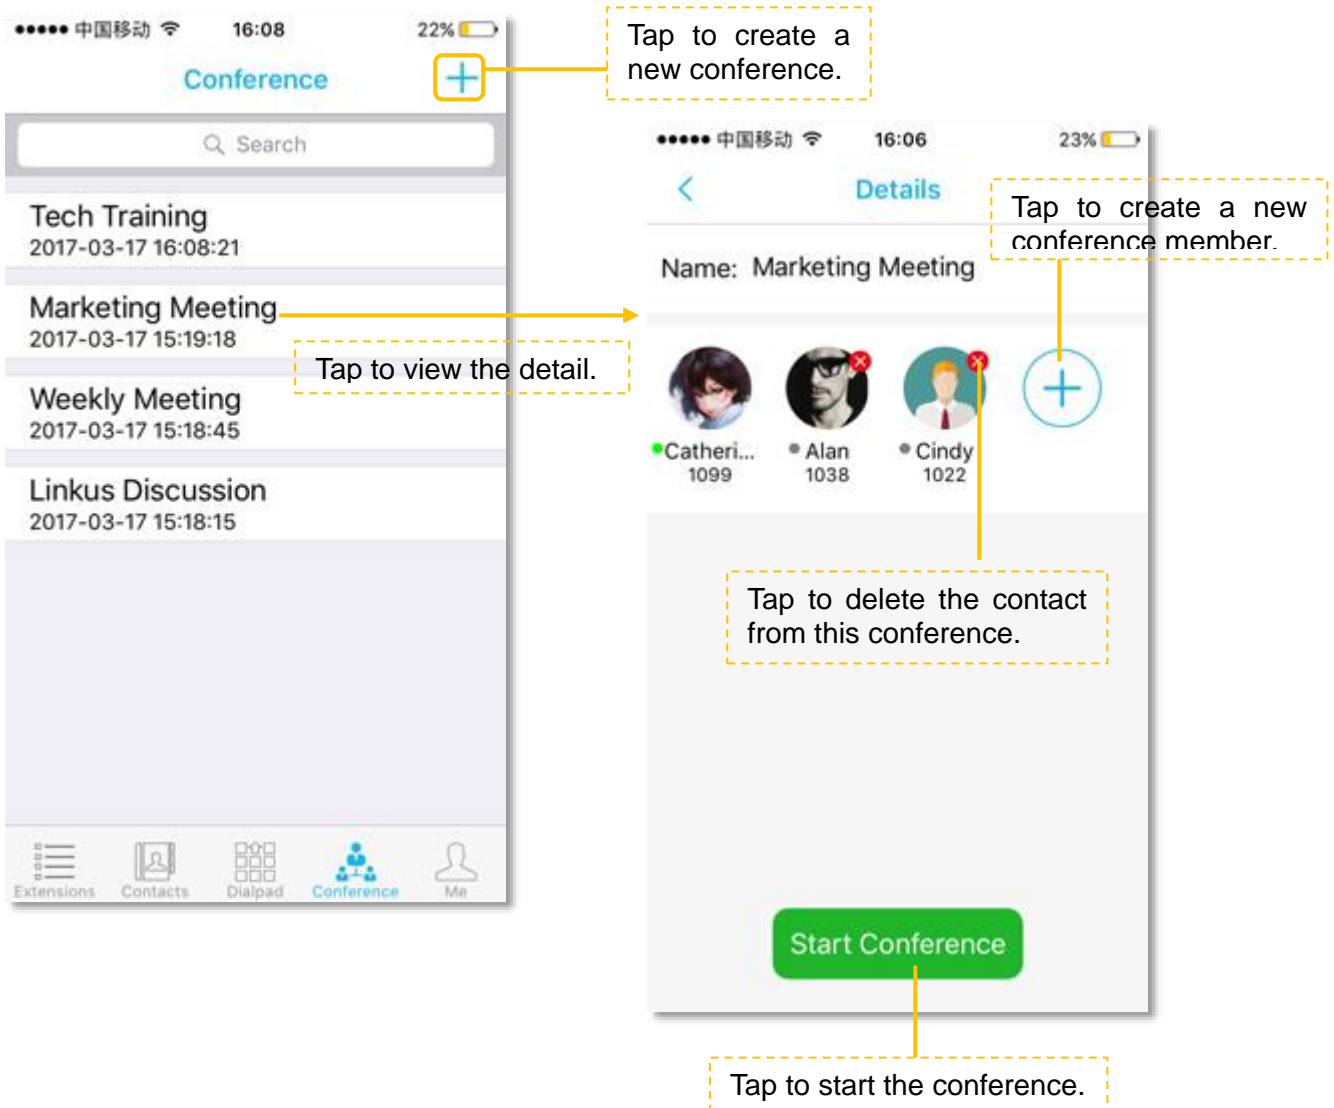 中国移动 16:08 22%
Conference
Tap to create a
new conference.
Search
Tech Training
2017-03-17 16:08:21
Marketing Meeting
2017-03-17 15:19:18
Tap to view the detail.
Weekly Meeting
2017-03-17 15:18:45
Linkus Discussion
2017-03-17 15:18:15
Extensions Contacts Dialpad Conference Me
中国移动 16:06 23%
Details
Tap to create a new
conference member.
Name: Marketing Meeting
Catheri... Alan Cindy
1099 1038 1022
Tap to delete the contact
from this conference.
Start Conference
Tap to start the conference.